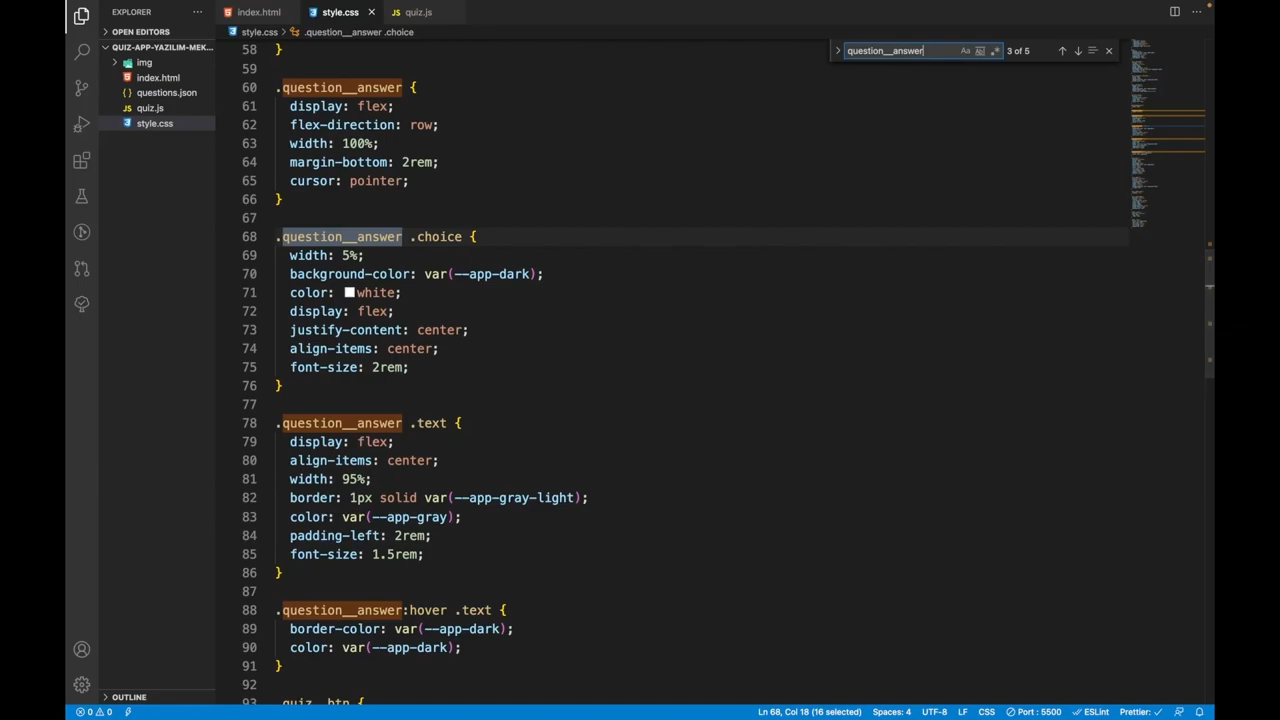 EXPLORER
index.html
style.css
quiz.js
OPEN EDITORS
style.css .question__answer .choice
QUIZ-APP-YAZILIM-MEK...
img
index.html
questions.json
quiz.js
style.css
question__answer
3 of 5
58 }
59
60 .question__answer {
61 display: flex;
62 flex-direction: row;
63 width: 100%;
64 margin-bottom: 2rem;
65 cursor: pointer;
66 }
67
68 .question__answer .choice {
69 width: 5%;
70 background-color: var(--app-dark);
71 color: white;
72 display: flex;
73 justify-content: center;
74 align-items: center;
75 font-size: 2rem;
76 }
77
78 .question__answer .text {
79 display: flex;
80 align-items: center;
81 width: 95%;
82 border: 1px solid var(--app-gray-light);
83 color: var(--app-gray);
84 padding-left: 2rem;
85 font-size: 1.5rem;
86 }
87
88 .question__answer:hover .text {
89 border-color: var(--app-dark);
90 color: var(--app-dark);
91 }
92
93 .quiz__btn {
OUTLINE
0 0 Ln 68, Col 18 (16 selected) Spaces: 4 UTF-8 LF CSS Port : 5500 ESLint Prettier: